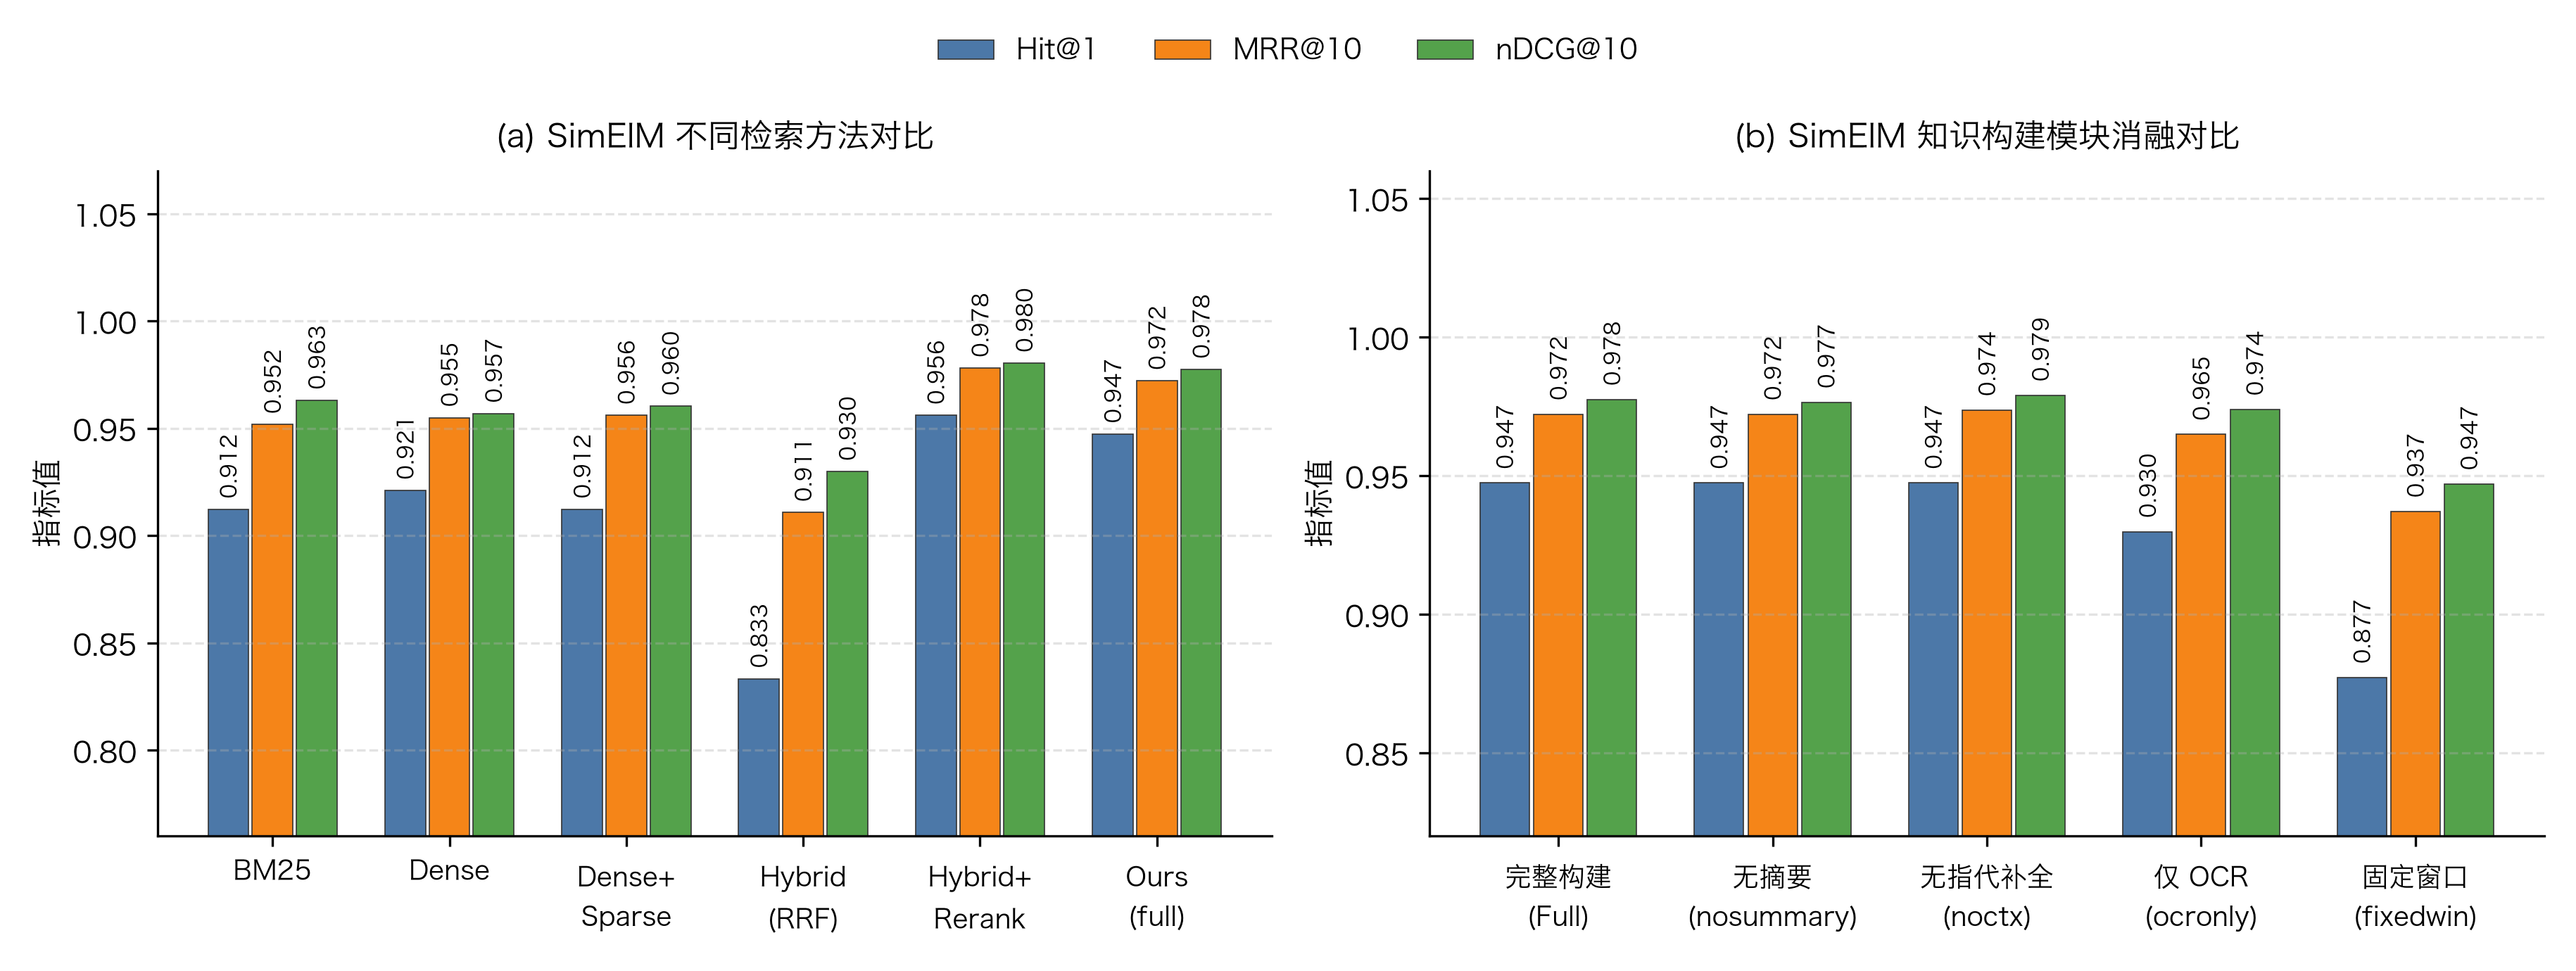 Hit@1 MRR@10 nDCG@10
(a) SimEIM 不同检索方法对比
指标值
1.05
1.00
0.95
0.90
0.85
0.80
0.912 0.952 0.963
0.921 0.955 0.957
0.912 0.956 0.960
0.833 0.911 0.930
0.956 0.978 0.980
0.947 0.972 0.978
BM25
Dense
Dense+
Sparse
Hybrid
(RRF)
Hybrid+
Rerank
Ours
(full)
(b) SimEIM 知识构建模块消融对比
指标值
1.05
1.00
0.95
0.90
0.85
0.947 0.972 0.978
0.947 0.972 0.977
0.947 0.974 0.979
0.930 0.965 0.974
0.877 0.937 0.947
完整构建
(Full)
无摘要
(nosummary)
无指代补全
(noctx)
仅 OCR
(ocronly)
固定窗口
(fixedwin)